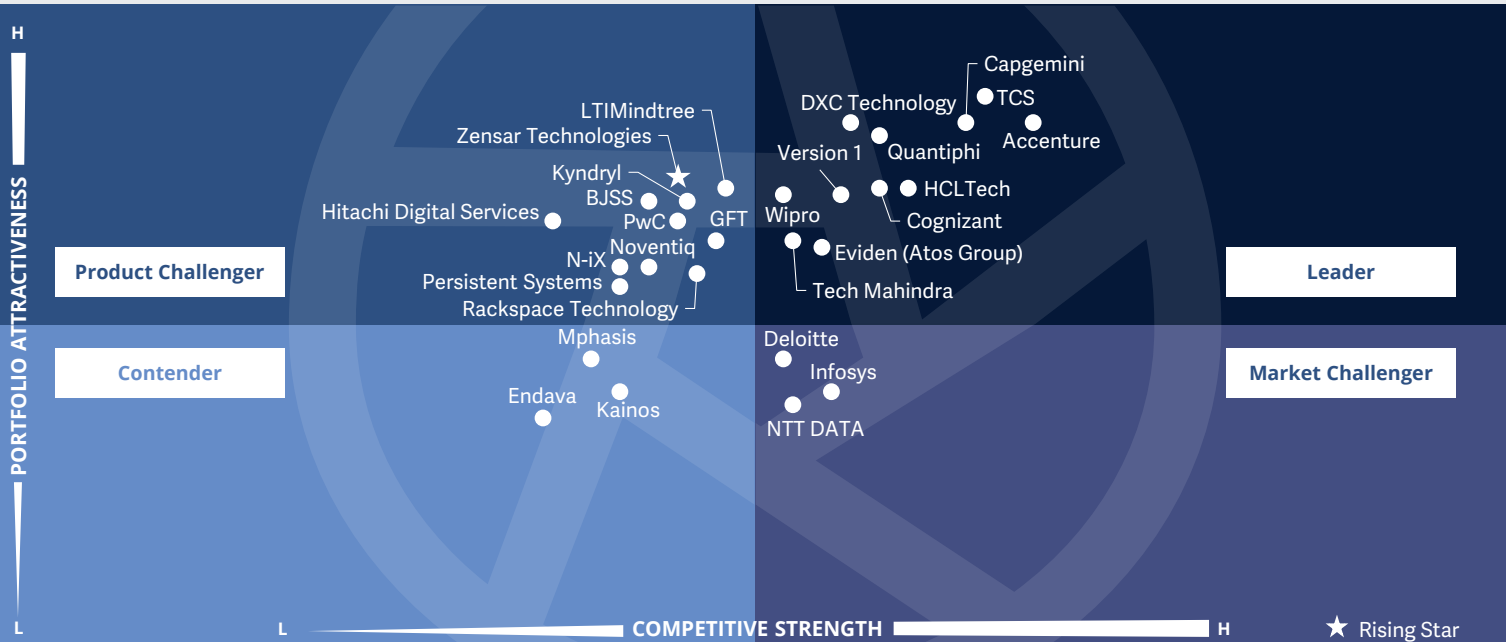 H
Capgemini
TCS
DXC Technology
LTIMindtree
Zensar Technologies
Accenture
Quantiphi
Version 1
Kyndryl
BJSS
HCLTech
Hitachi Digital Services
PwC
GFT
Wipro
Cognizant
Noventiq
N-iX
Eviden (Atos Group)
Product Challenger
Leader
Persistent Systems
Tech Mahindra
Rackspace Technology
PORTFOLIO ATTRACTIVENESS
Mphasis
Deloitte
Contender
Infosys
Market Challenger
Endava
Kainos
NTT DATA
L
L
COMPETITIVE STRENGTH
H
Rising Star